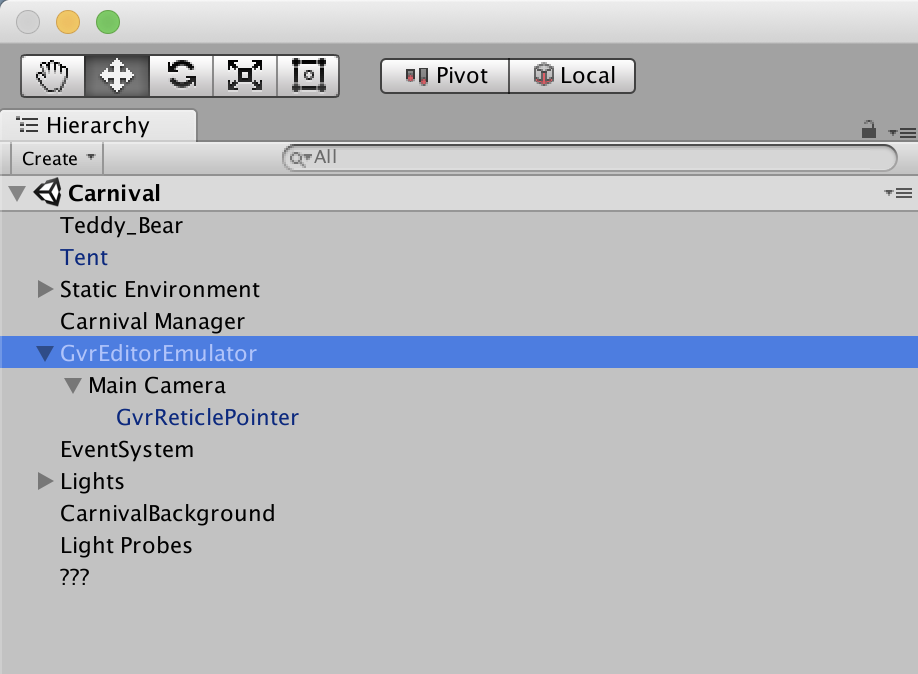 Pivot Local
Hierarchy
Create All
Carnival
Teddy_Bear
Tent
Static Environment
Carnival Manager
GvrEditorEmulator
Main Camera
GvrReticlePointer
EventSystem
Lights
CarnivalBackground
Light Probes
???